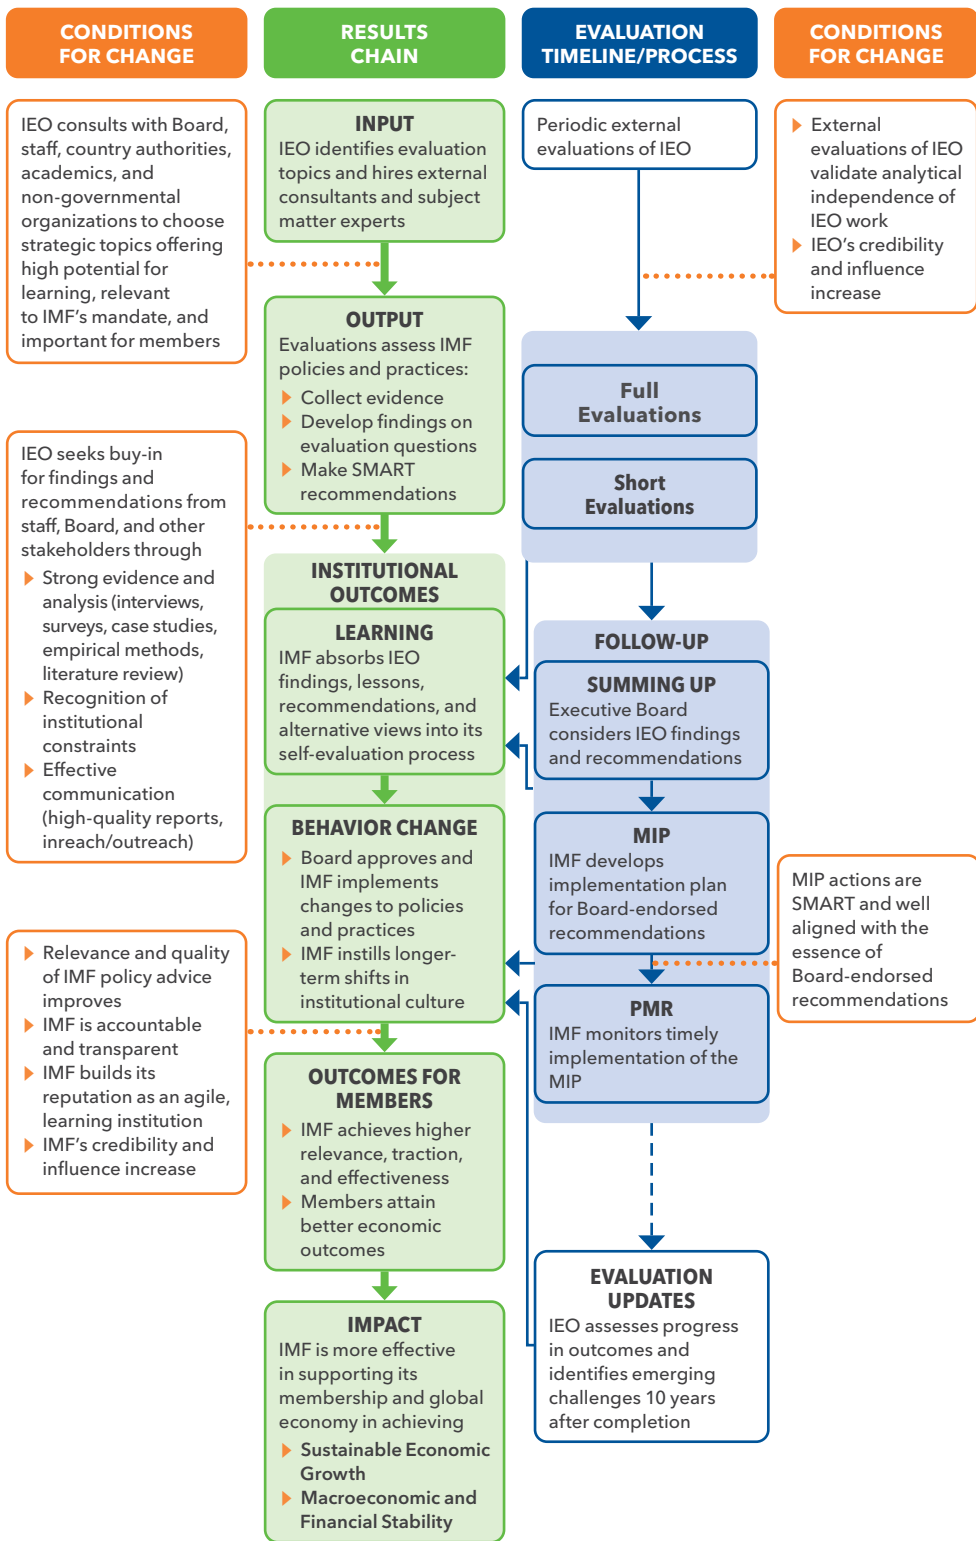 CONDITIONS
FOR CHANGE
IEO consults with Board,
staff, country authorities,
academics, and
non-governmental
organizations to choose
strategic topics offering
high potential for
learning, relevant
to IMF’s mandate, and
important for members
IEO seeks buy-in
for findings and
recommendations from
staff, Board, and other
stakeholders through
Strong evidence and
analysis (interviews,
surveys, case studies,
empirical methods,
literature review)
Recognition of
institutional
constraints
Effective
communication
(high-quality reports,
inreach/outreach)
Relevance and quality
of IMF policy advice
improves
IMF is accountable
and transparent
IMF builds its
reputation as an agile,
learning institution
IMF’s credibility and
influence increase
RESULTS
CHAIN
INPUT
IEO identifies evaluation
topics and hires external
consultants and subject
matter experts
OUTPUT
Evaluations assess IMF
policies and practices:
Collect evidence
Develop findings on
evaluation questions
Make SMART
recommendations
INSTITUTIONAL
OUTCOMES
LEARNING
IMF absorbs IEO
findings, lessons,
recommendations, and
alternative views into its
self-evaluation process
BEHAVIOR CHANGE
Board approves and
IMF implements
changes to policies
and practices
IMF instills longer-
term shifts in
institutional culture
OUTCOMES FOR
MEMBERS
IMF achieves higher
relevance, traction,
and effectiveness
Members attain
better economic
outcomes
IMPACT
IMF is more effective
in supporting its
membership and global
economy in achieving
Sustainable Economic
Growth
Macroeconomic and
Financial Stability
EVALUATION
TIMELINE/PROCESS
Periodic external
evaluations of IEO
Full
Evaluations
Short
Evaluations
FOLLOW-UP
SUMMING UP
Executive Board
considers IEO findings
and recommendations
MIP
IMF develops
implementation plan
for Board-endorsed
recommendations
PMR
IMF monitors timely
implementation of the
MIP
EVALUATION
UPDATES
IEO assesses progress
in outcomes and
identifies emerging
challenges 10 years
after completion
CONDITIONS
FOR CHANGE
External
evaluations of IEO
validate analytical
independence of
IEO work
IEO’s credibility
and influence
increase
MIP actions are
SMART and well
aligned with the
essence of
Board-endorsed
recommendations